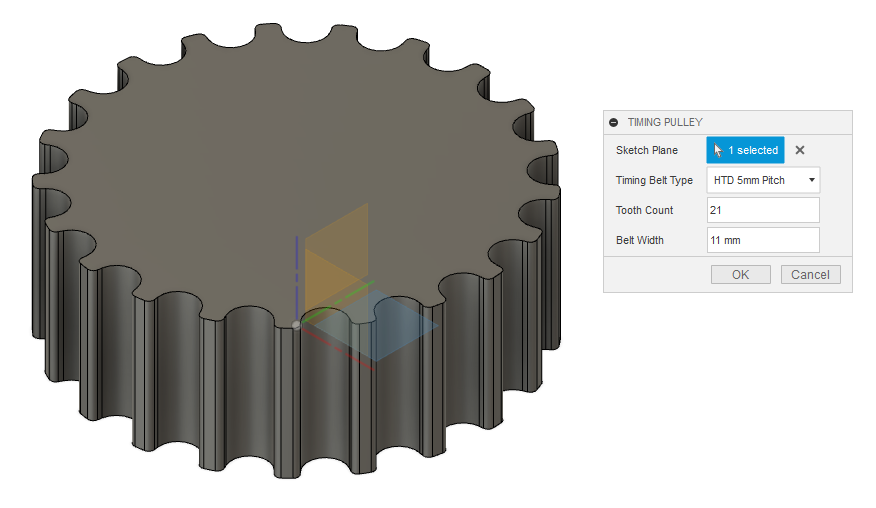 TIMING PULLEY
Sketch Plane 1 selected
Timing Belt Type HTD 5mm Pitch
Tooth Count 21
Belt Width 11 mm
OK Cancel